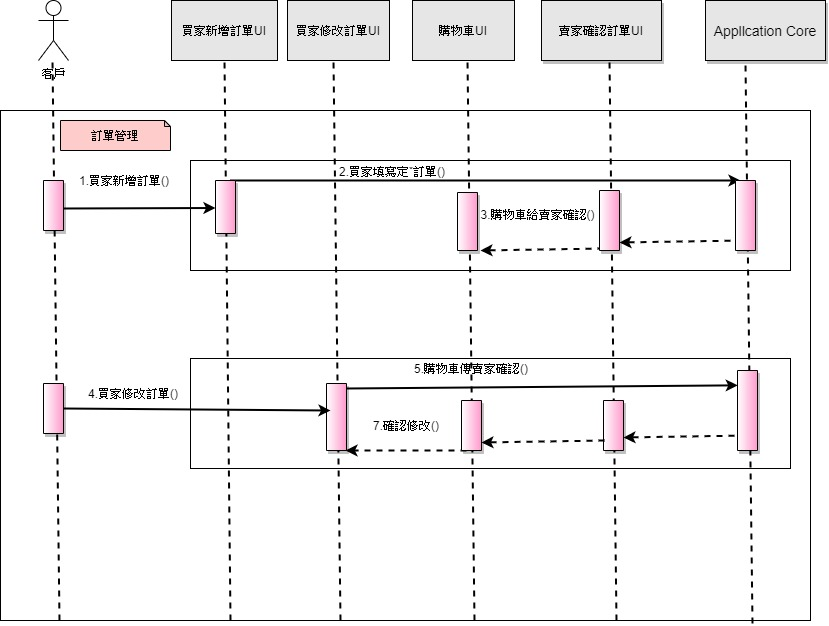 買家新增訂單UI
買家修改訂單UI
購物車UI
賣家確認訂單UI
Application Core
客戶
訂單管理
2.買家填寫定"訂單()
1.買家新增訂單()
3.購物車給賣家確認()
5.購物車傳賣家確認()
4.買家修改訂單()
7.確認修改()